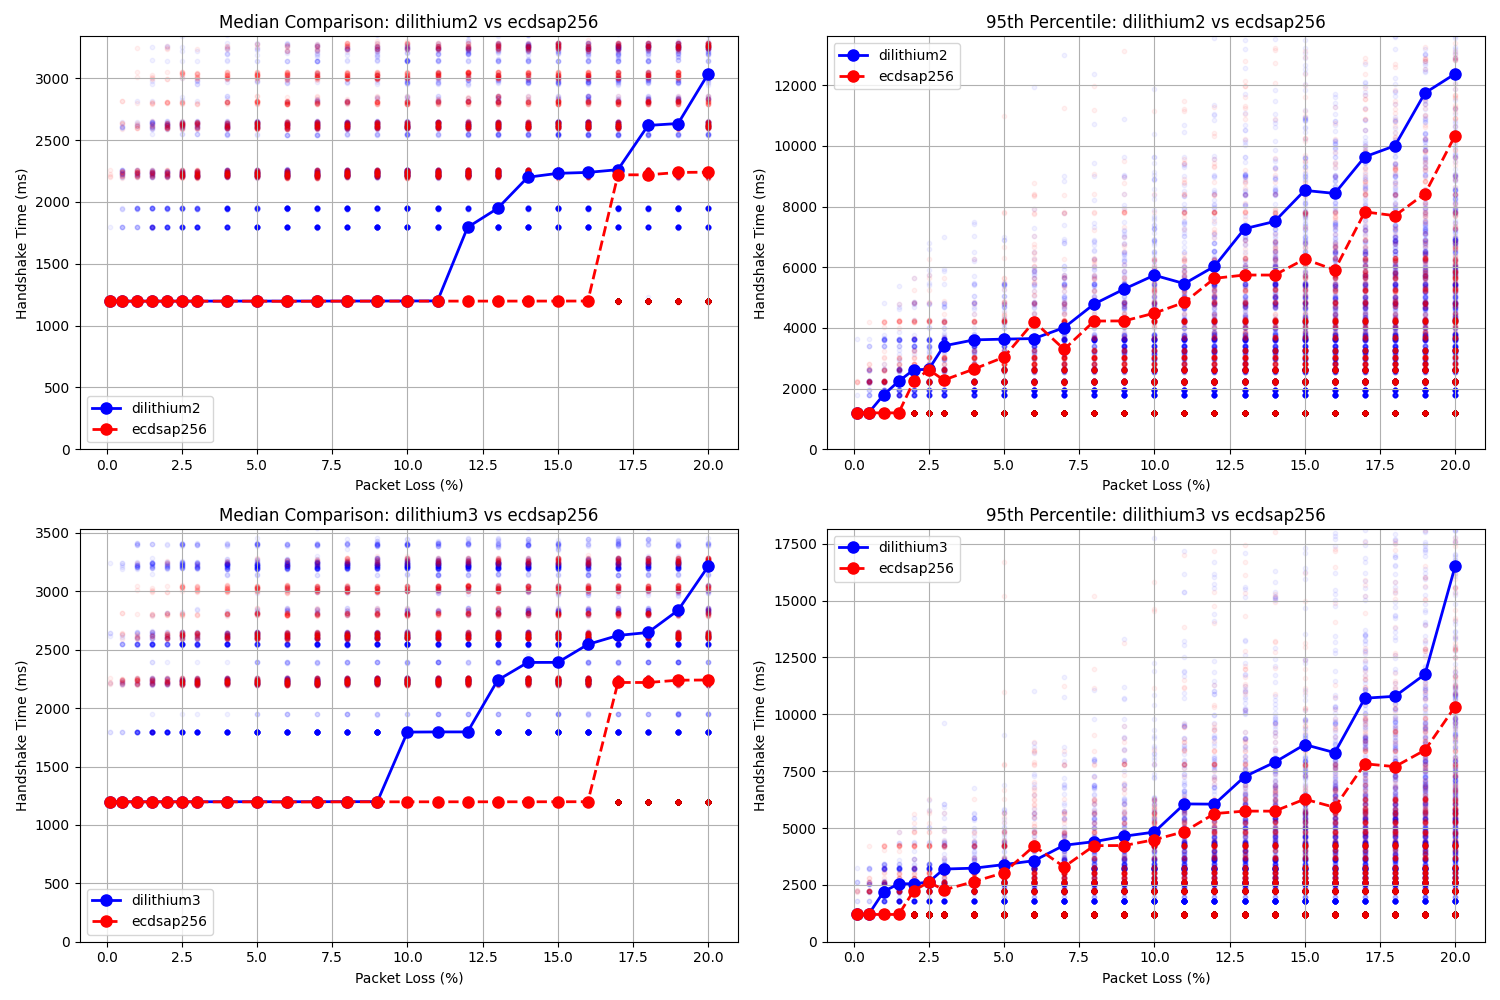 Median Comparison: dilithium2 vs ecdsap256
3000
2500
2000
1500
1000
500
0
Handshake Time (ms)
dilithium2
ecdsap256
0.0 2.5 5.0 7.5 10.0 12.5 15.0 17.5 20.0
Packet Loss (%)
95th Percentile: dilithium2 vs ecdsap256
dilithium2
ecdsap256
12000
10000
8000
6000
4000
2000
0
Handshake Time (ms)
0.0 2.5 5.0 7.5 10.0 12.5 15.0 17.5 20.0
Packet Loss (%)
Median Comparison: dilithium3 vs ecdsap256
3500
3000
2500
2000
1500
1000
500
0
Handshake Time (ms)
dilithium3
ecdsap256
0.0 2.5 5.0 7.5 10.0 12.5 15.0 17.5 20.0
Packet Loss (%)
95th Percentile: dilithium3 vs ecdsap256
dilithium3
ecdsap256
17500
15000
12500
10000
7500
5000
2500
0
Handshake Time (ms)
0.0 2.5 5.0 7.5 10.0 12.5 15.0 17.5 20.0
Packet Loss (%)